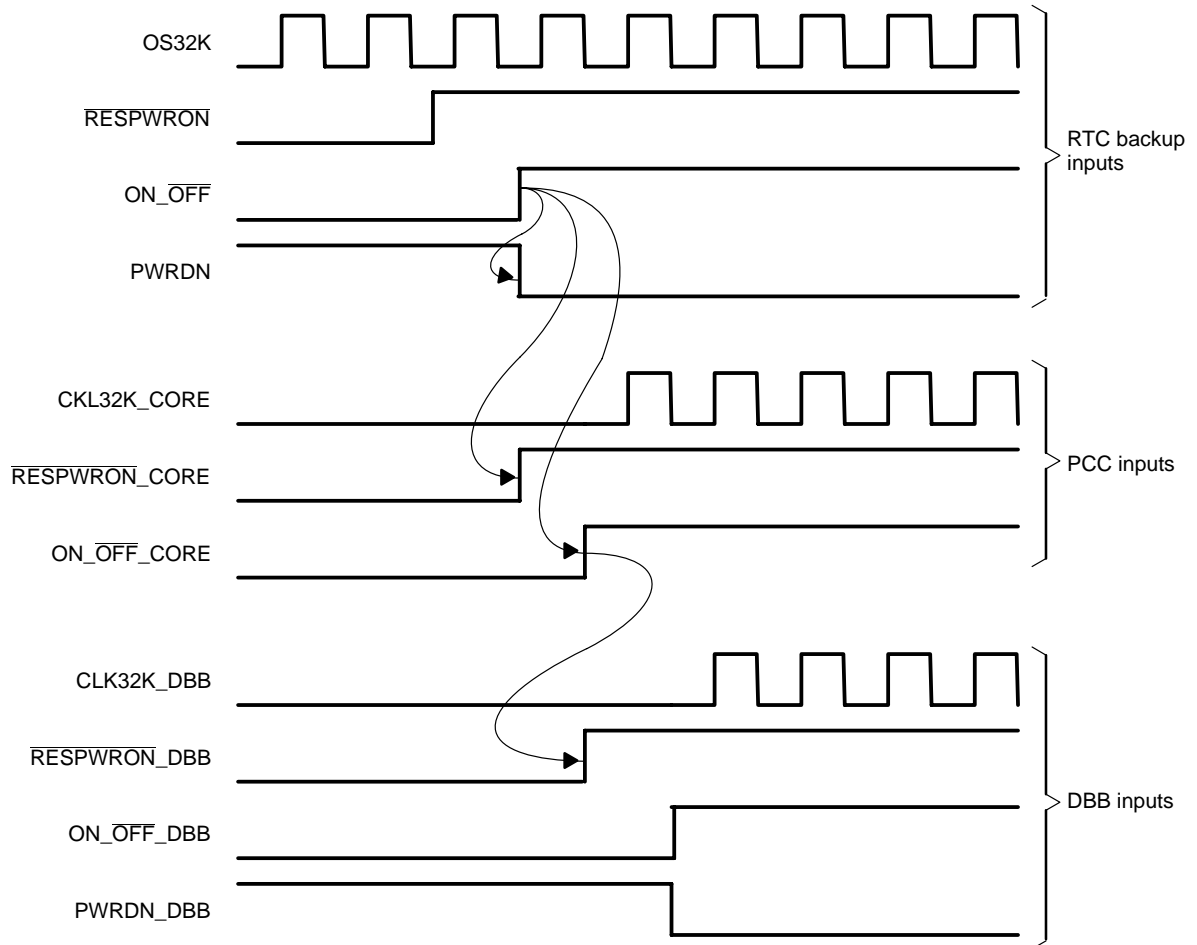 OS32K
RESPWRON
RTC backup
inputs
ON_OFF
PWRDN
CKL32K_CORE
RESPWRON_CORE
PCC inputs
ON_OFF_CORE
CLK32K_DBB
RESPWRON_DBB
DBB inputs
ON_OFF_DBB
PWRDN_DBB